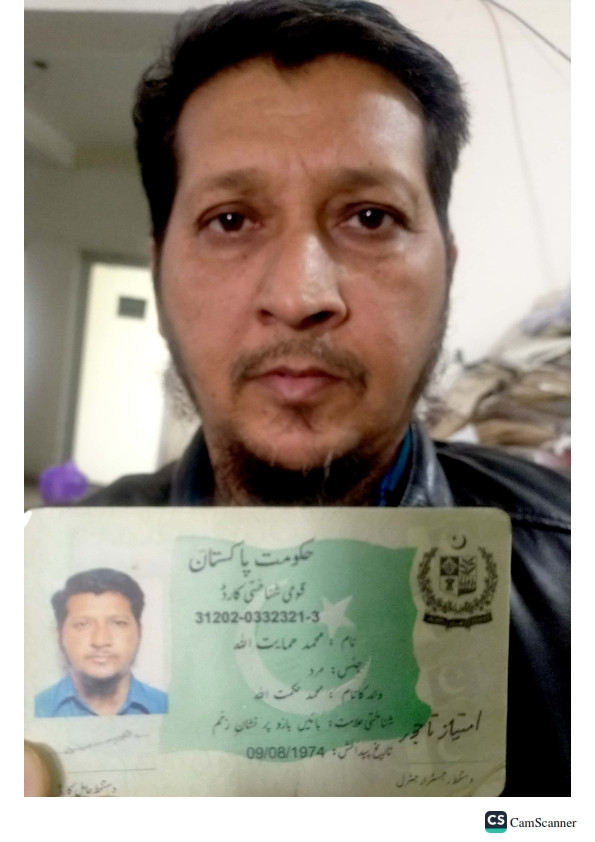 حکومت پاکستان
قومی شناختی کارڈ
31202-0332321-3
نام : محمد حمایت اللہ
جنس : مرد
والد کا نام : محمد حکمت اللہ
شناختی علامت : بائیں بازو پر نشان زخم
تاریخ پیدائش : 09/08/1974
امتیاز تاجور
دستخط رجسٹرار جنرل
دستخط حامل کارڈ
CS CamScanner